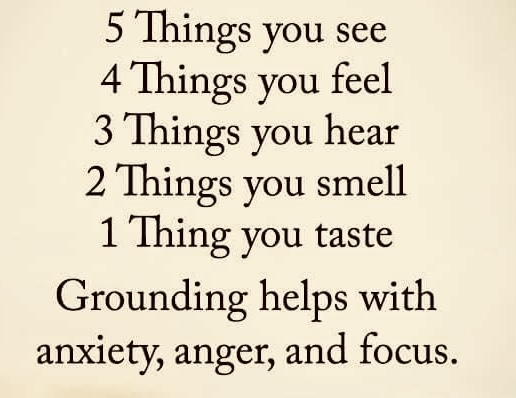 5 Things you see
4 Things you feel
3 Things you hear
2 Things you smell
1 Thing you taste
Grounding helps with
anxiety, anger, and focus.